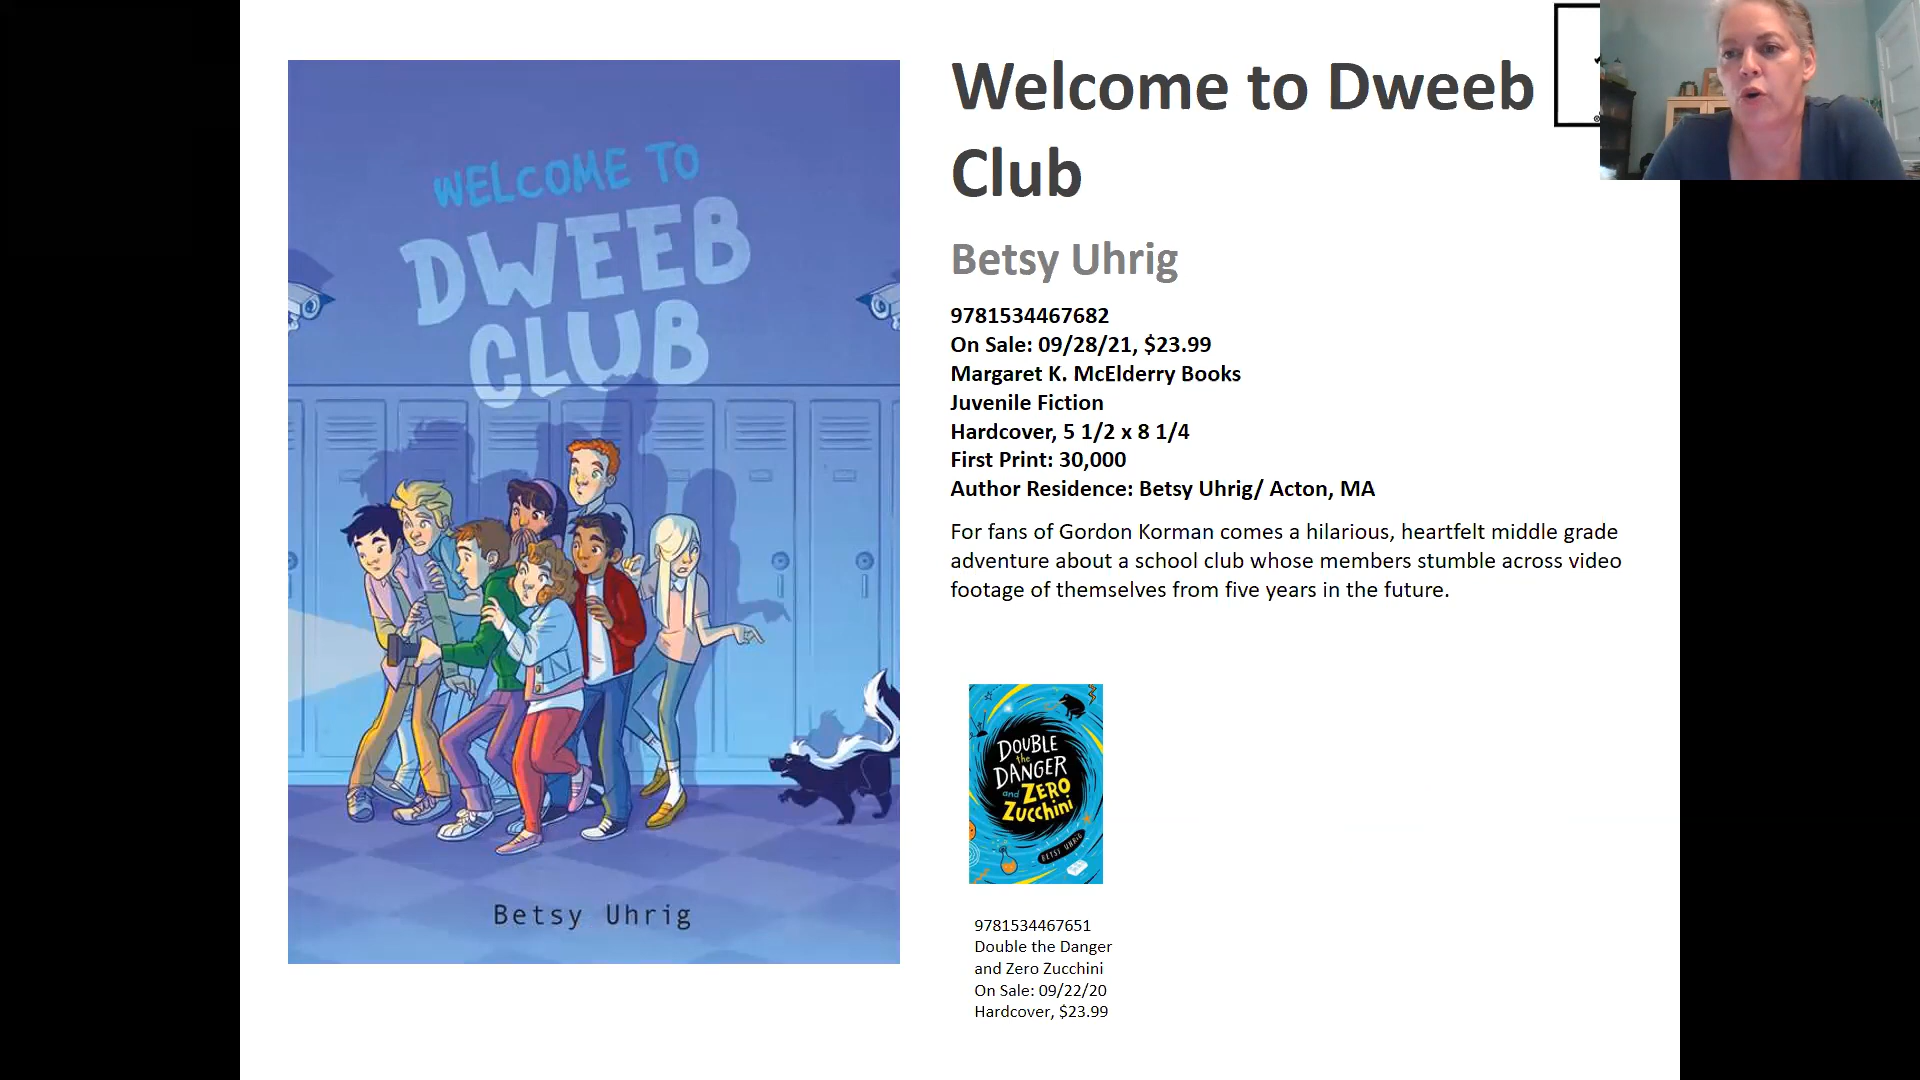 WELCOME TO
DWEEB
CLUB
Betsy Uhrig
Welcome to Dweeb
Club
Betsy Uhrig
9781534467682
On Sale: 09/28/21, $23.99
Margaret K. McElderry Books
Juvenile Fiction
Hardcover, 5 1/2 x 8 1/4
First Print: 30,000
Author Residence: Betsy Uhrig/ Acton, MA
For fans of Gordon Korman comes a hilarious, heartfelt middle grade
adventure about a school club whose members stumble across video
footage of themselves from five years in the future.
DOUBLE
the
DANGER
and ZERO
Zucchini
BETSY UHRIG
9781534467651
Double the Danger
and Zero Zucchini
On Sale: 09/22/20
Hardcover, $23.99